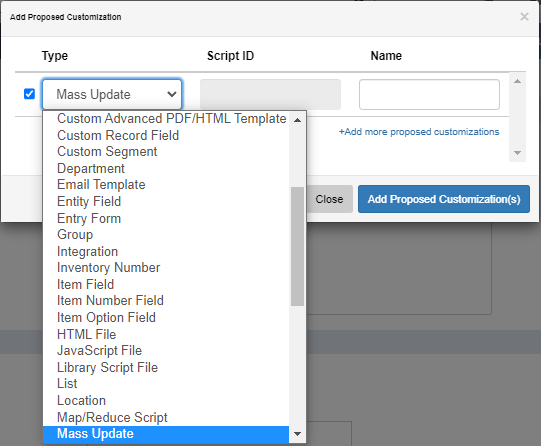 Add Proposed Customization ×
Type Script ID Name
Mass Update
Custom Advanced PDF/HTML Template
Custom Record Field
+Add more proposed customizations
Custom Segment
Department
Email Template
Entity Field
Close Add Proposed Customization(s)
Entry Form
Group
Integration
Inventory Number
Item Field
Item Number Field
Item Option Field
HTML File
JavaScript File
Library Script File
List
Location
Map/Reduce Script
Mass Update